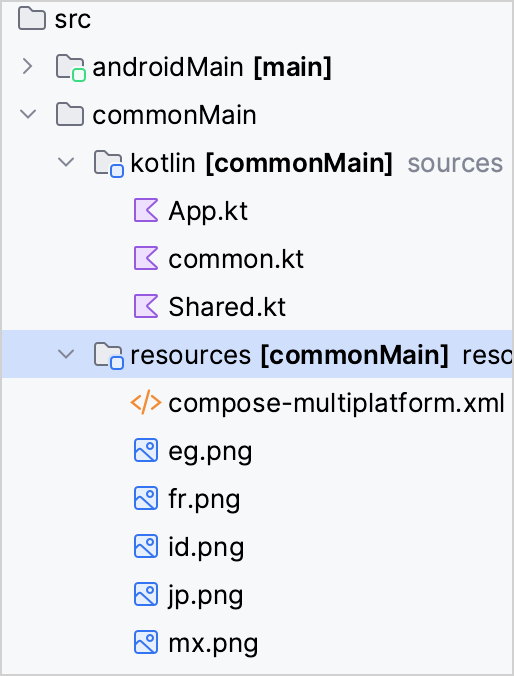 src
androidMain [main]
commonMain
kotlin [commonMain] sources
App.kt
common.kt
Shared.kt
resources [commonMain] reso
compose-multiplatform.xml
eg.png
fr.png
id.png
jp.png
mx.png